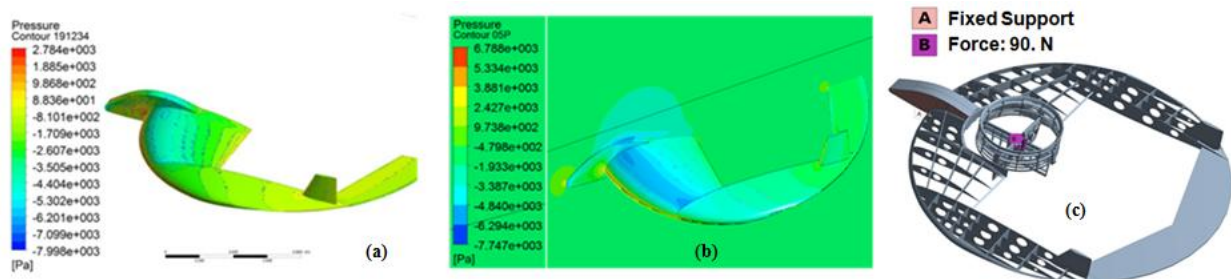 Pressure
Contour 191234
2.784e+003
1.885e+003
9.868e+002
8.836e+001
-8.101e+002
-1.709e+003
-2.607e+003
-3.505e+003
-4.404e+003
-5.302e+003
-6.201e+003
-7.099e+003
-7.998e+003
[Pa]
(a)
Pressure
Contour 05P
6.788e+003
5.334e+003
3.881e+003
2.427e+003
9.738e+002
-4.798e+002
-1.933e+003
-3.387e+003
-4.840e+003
-6.294e+003
-7.747e+003
[Pa]
(b)
A Fixed Support
B Force: 90. N
A
(c)